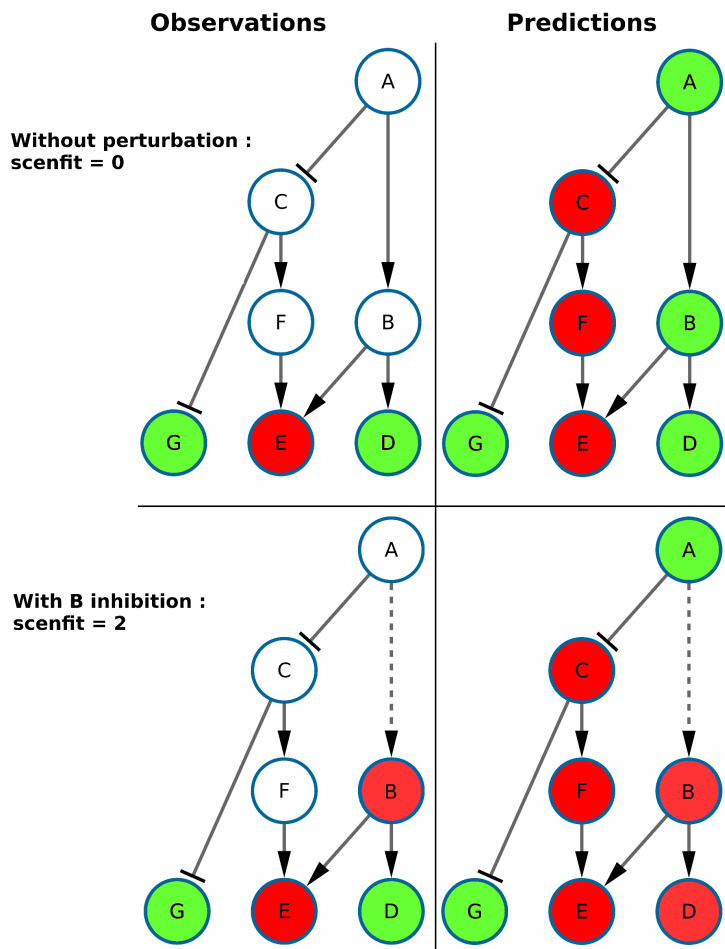 Observations
Predictions
A
A
Without perturbation :
scenfit = 0
C
C
F
B
F
B
G
E
D
G
E
D
A
A
With B inhibition :
scenfit = 2
C
C
F
B
F
B
G
E
D
G
E
D